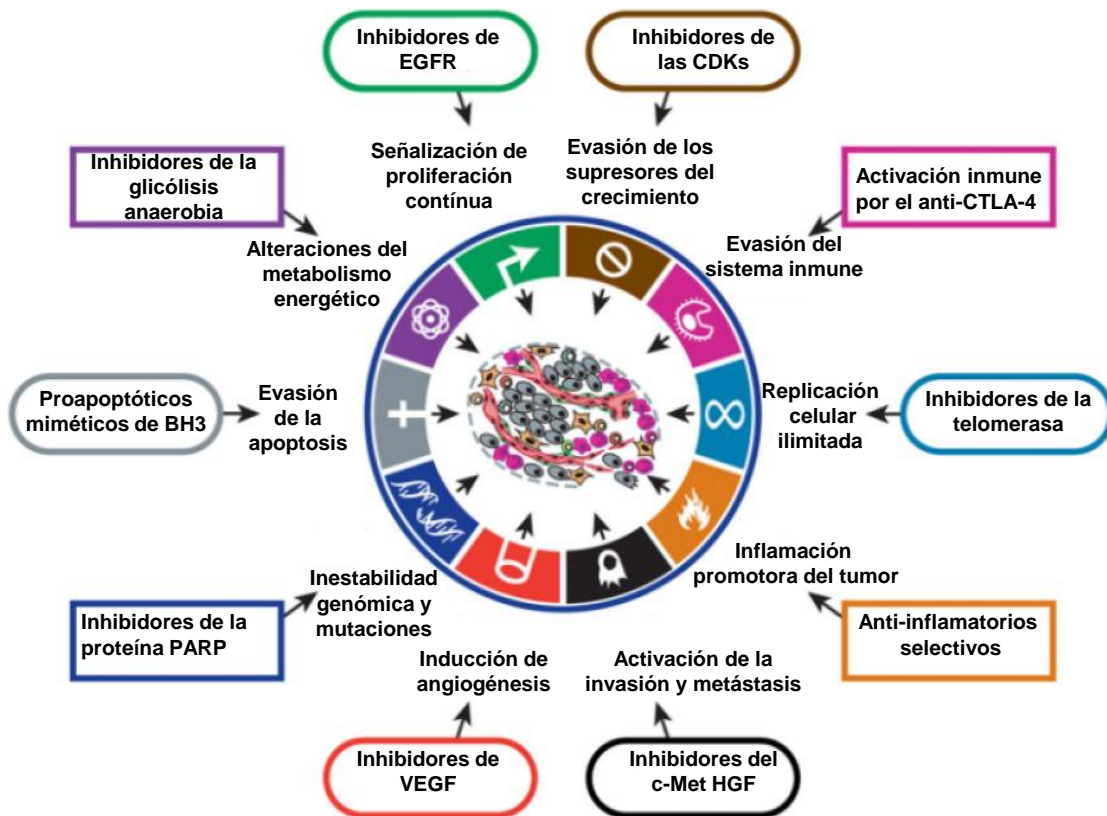 Inhibidores de
EGFR
Inhibidores de
las CDKs
Señalización de
proliferación
contínua
Evasión de los
supresores del
crecimiento
Inhibidores de la
glicólisis
anaerobia
Activación inmune
por el anti-CTLA-4
Alteraciones del
metabolismo
energético
Evasión del
sistema inmune
Proapoptóticos
miméticos de BH3
Evasión
de la
apoptosis
Replicación
celular
ilimitada
Inhibidores de la
telomerasa
Inestabilidad
genómica y
mutaciones
Inflamación
promotora del tumor
Inhibidores de la
proteína PARP
Anti-inflamatorios
selectivos
Inducción de
angiogénesis
Activación de la
invasión y metástasis
Inhibidores de
VEGF
Inhibidores del
c-Met HGF